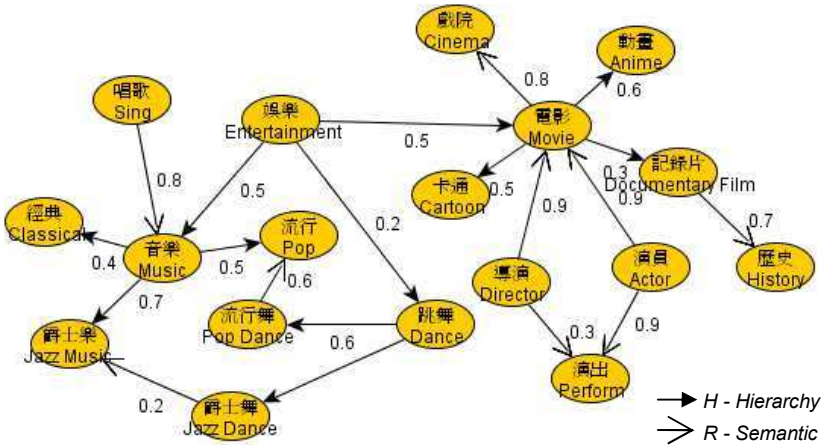 戲院
Cinema
動畫
Anime
0.8
0.6
唱歌
Sing
娛樂
Entertainment
電影
Movie
0.5
0.3
記錄片
Documentary Film
卡通
Cartoon
0.5
0.9
0.9
0.8
0.5
0.2
0.7
經典
Classical
流行
Pop
音樂
Music
0.4
0.5
導演
Director
演員
Actor
歷史
History
0.7
0.6
流行舞
Pop Dance
跳舞
Dance
0.6
0.3
0.9
爵士樂
Jazz Music
演出
Perform
0.2
爵士舞
Jazz Dance
H - Hierarchy
R - Semantic